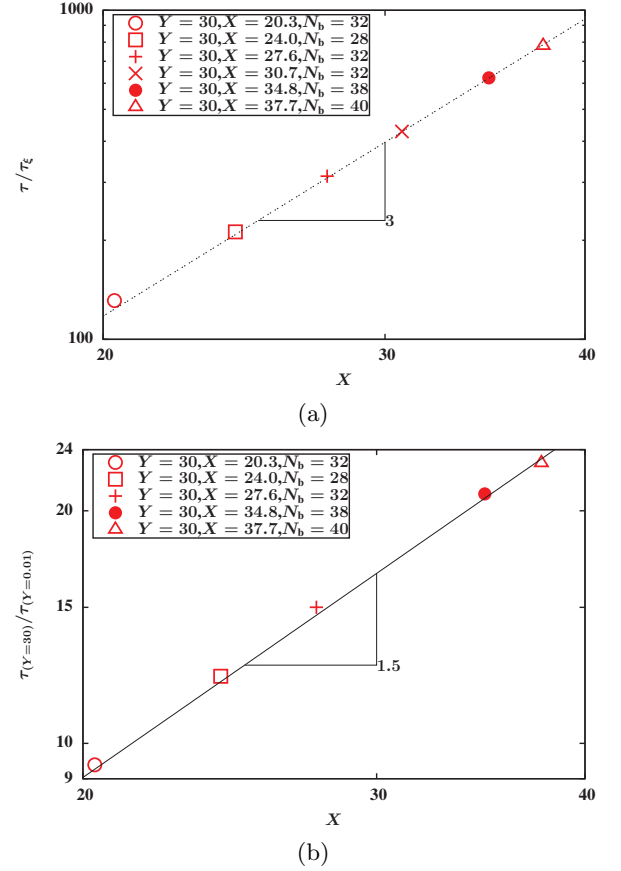 1000
Y = 30,X = 20.3,N_b = 32
Y = 30,X = 24.0,N_b = 28
Y = 30,X = 27.6,N_b = 32
Y = 30,X = 30.7,N_b = 32
Y = 30,X = 34.8,N_b = 38
Y = 30,X = 37.7,N_b = 40
τ/τ_ξ
3
100
20 30 40
X
(a)
24
Y = 30,X = 20.3,N_b = 32
Y = 30,X = 24.0,N_b = 28
Y = 30,X = 27.6,N_b = 32
Y = 30,X = 34.8,N_b = 38
Y = 30,X = 37.7,N_b = 40
20
15
τ_(Y=30)/τ_(Y=0.01)
1.5
10
9
20 30 40
X
(b)